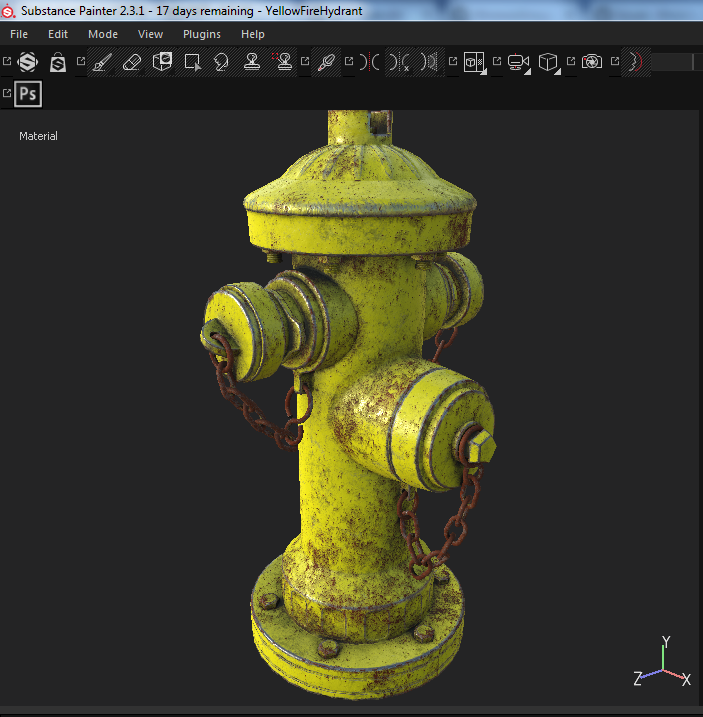 Substance Painter 2.3.1 - 17 days remaining - YellowFireHydrant
File Edit Mode View Plugins Help
Ps
Material
Y
Z X